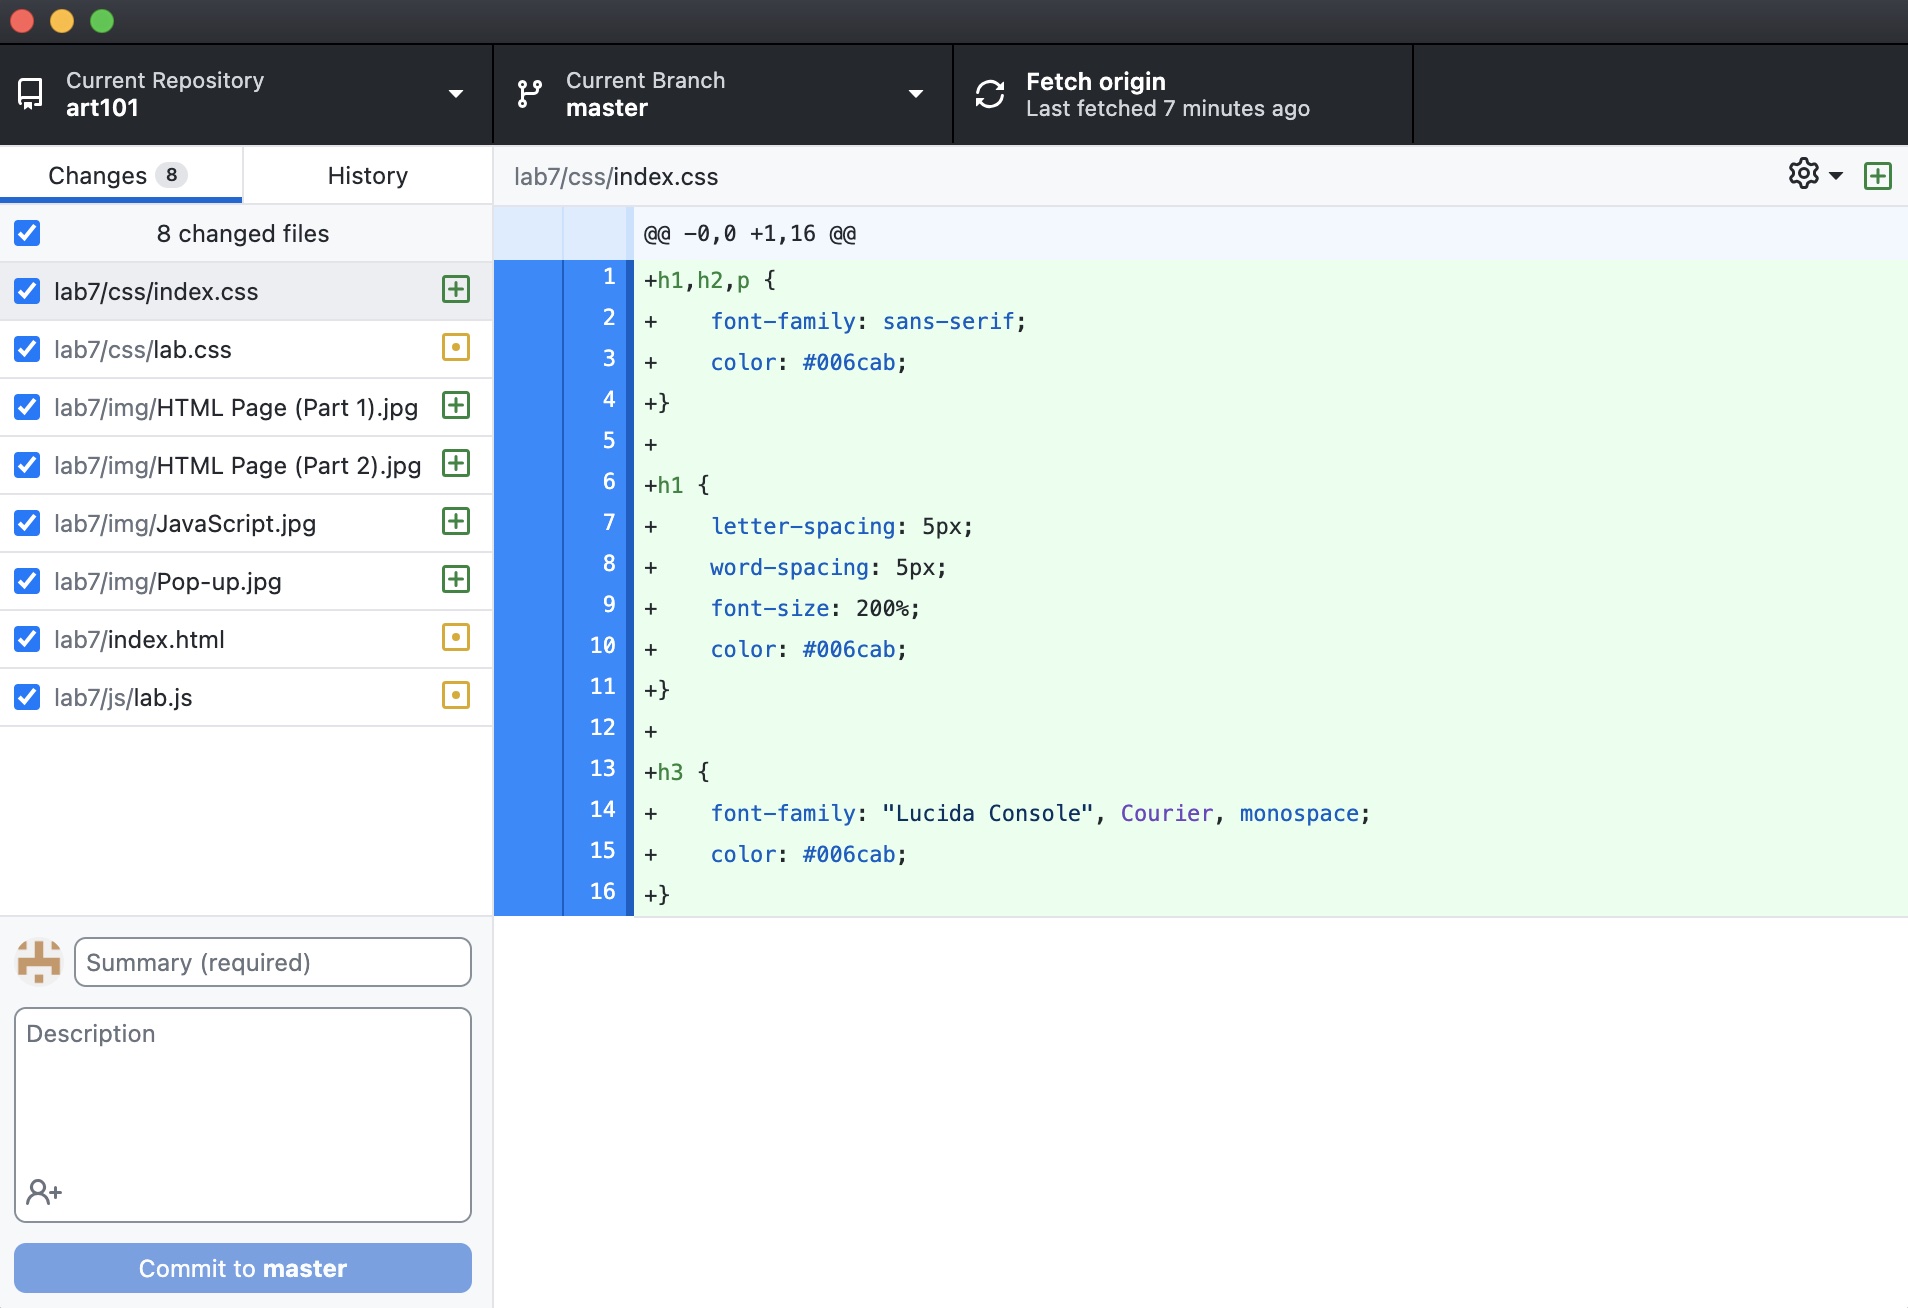 Current Repository
art101
Current Branch
master
Fetch origin
Last fetched 7 minutes ago
Changes 8
History
8 changed files
lab7/css/index.css
lab7/css/lab.css
lab7/img/HTML Page (Part 1).jpg
lab7/img/HTML Page (Part 2).jpg
lab7/img/JavaScript.jpg
lab7/img/Pop-up.jpg
lab7/index.html
lab7/js/lab.js
Summary (required)
Description
Commit to master
lab7/css/index.css
@@ -0,0 +1,16 @@
1 +h1,h2,p {
2 +    font-family: sans-serif;
3 +    color: #006cab;
4 +}
5 +
6 +h1 {
7 +    letter-spacing: 5px;
8 +    word-spacing: 5px;
9 +    font-size: 200%;
10 +    color: #006cab;
11 +}
12 +
13 +h3 {
14 +    font-family: "Lucida Console", Courier, monospace;
15 +    color: #006cab;
16 +}